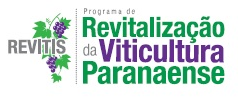 REVITIS
Programa de
Revitalização
da Viticultura
Paranaense